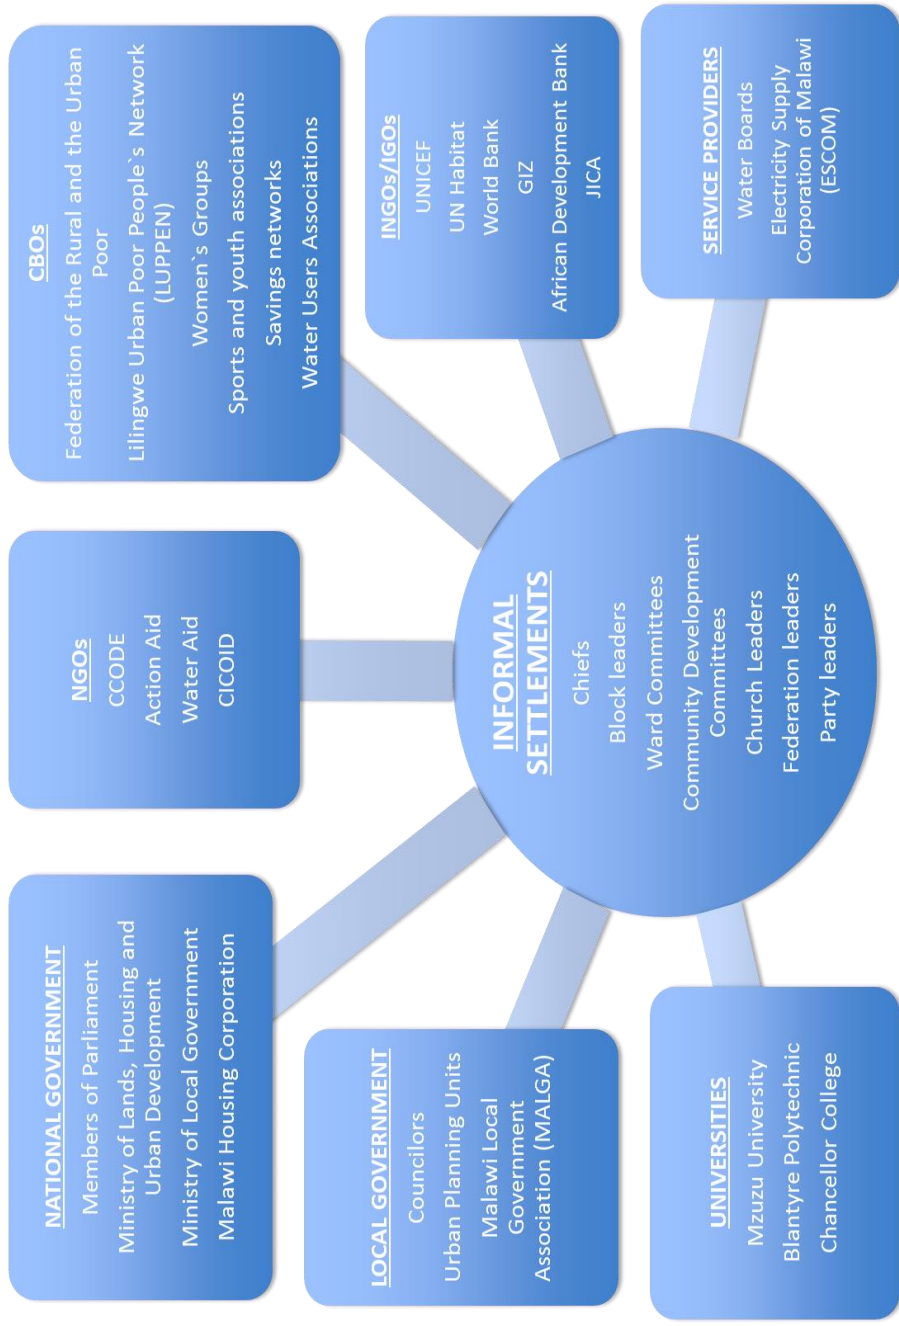 NATIONAL GOVERNMENT
Members of Parliament
Ministry of Lands, Housing and
Urban Development
Ministry of Local Government
Malawi Housing Corporation
NGOs
CCODE
Action Aid
Water Aid
CICOID
CBOs
Federation of the Rural and the Urban
Poor
Lilingwe Urban Poor People`s Network
(LUPPEN)
Women`s Groups
Sports and youth associations
Savings networks
Water Users Associations
LOCAL GOVERNMENT
Councilors
Urban Planning Units
Malawi Local
Government
Association (MALGA)
INGOs/IGOs
UNICEF
UN Habitat
World Bank
GIZ
African Development Bank
JICA
INFORMAL
SETTLEMENTS
Chiefs
Block leaders
Ward Committees
Community Development
Committees
Church Leaders
Federation leaders
Party leaders
UNIVERSITIES
Mzuzu University
Blantyre Polytechnic
Chancellor College
SERVICE PROVIDERS
Water Boards
Electricity Supply
Corporation of Malawi
(ESCOM)